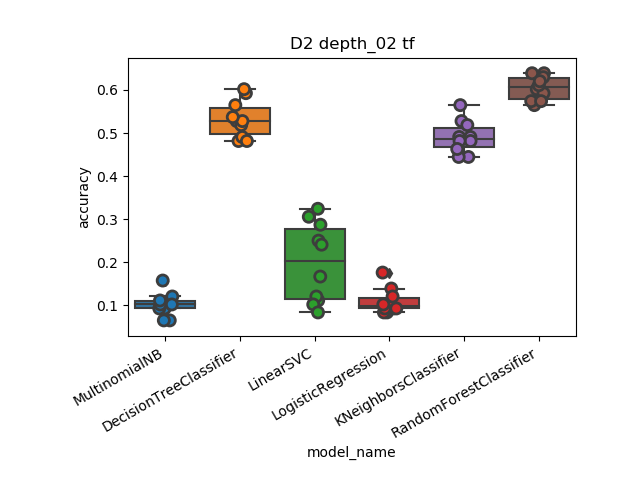 D2 depth_02 tf
accuracy
0.6
0.5
0.4
0.3
0.2
0.1
MultinomialNB
DecisionTreeClassifier
LinearSVC
LogisticRegression
KNeighborsClassifier
RandomForestClassifier
model_name